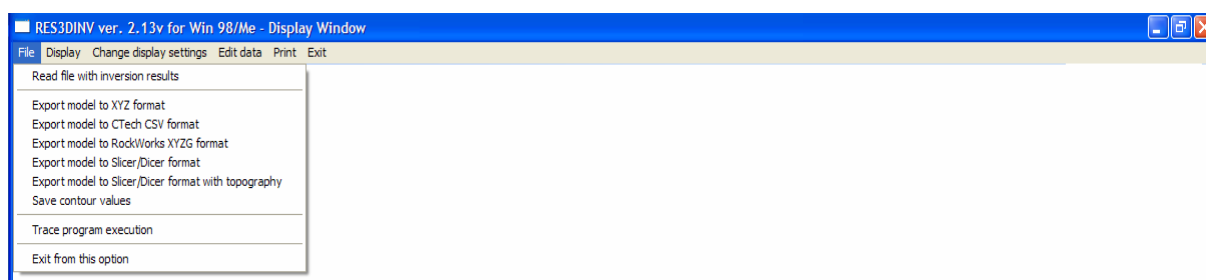 RES3DINV ver. 2.13v for Win 98/Me - Display Window
File Display Change display settings Edit data Print Exit
Read file with inversion results
Export model to XYZ format
Export model to CTech CSV format
Export model to RockWorks XYZG format
Export model to Slicer/Dicer format
Export model to Slicer/Dicer format with topography
Save contour values
Trace program execution
Exit from this option